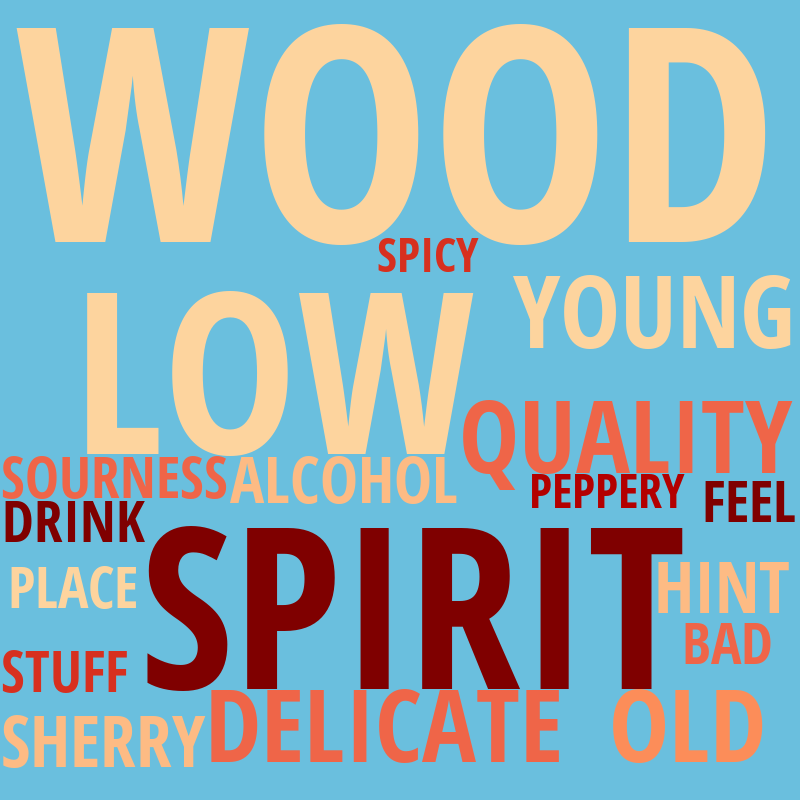 WOOD
SPICY
YOUNG
LOW
QUALITY
SOURNESS ALCOHOL
PEPPERY FEEL
DRINK
SPIRIT
PLACE
HINT
BAD
STUFF
SHERRY DELICATE OLD